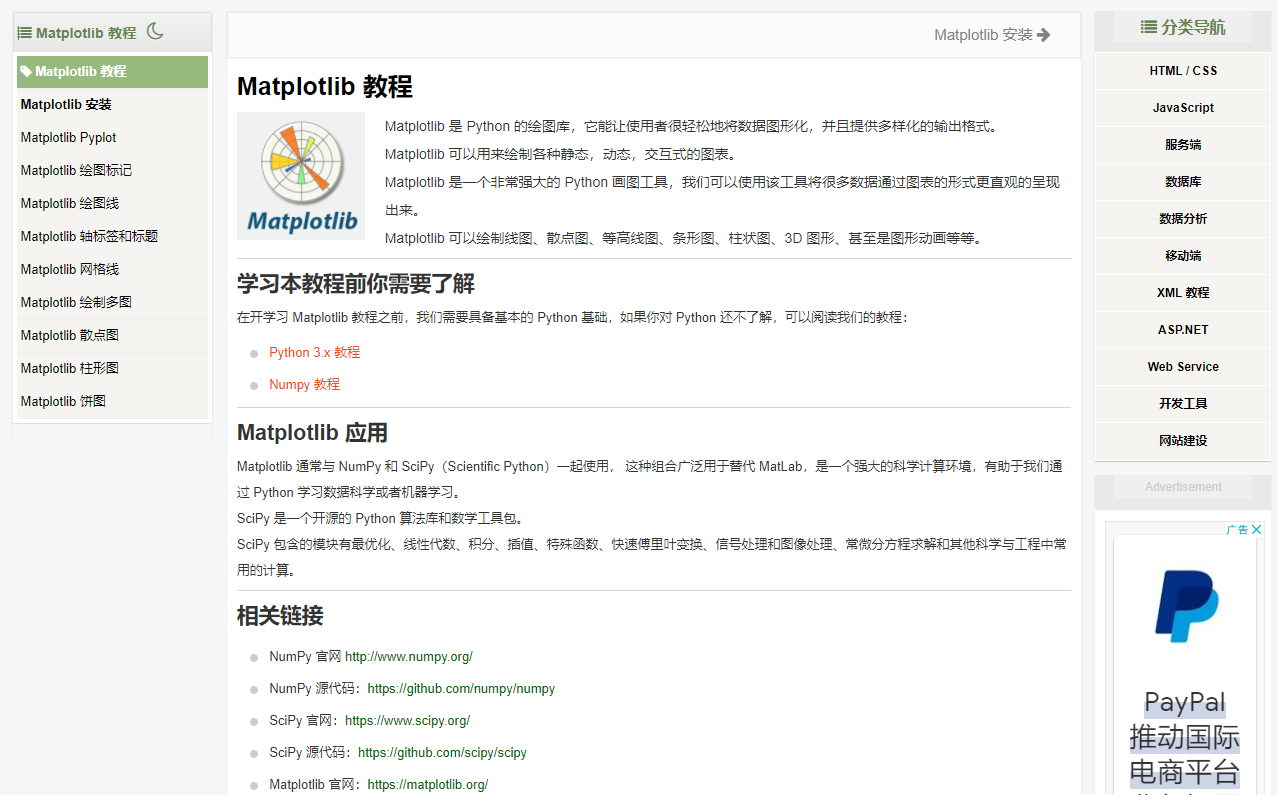 Matplotlib 教程
Matplotlib 教程
Matplotlib 安装
Matplotlib Pyplot
Matplotlib 绘图标记
Matplotlib 绘图线
Matplotlib 轴标签和标题
Matplotlib 网格线
Matplotlib 绘制多图
Matplotlib 散点图
Matplotlib 柱形图
Matplotlib 饼图
Matplotlib 安装
Matplotlib 教程
Matplotlib
Matplotlib 是 Python 的绘图库，它能让使用者很轻松地将数据图形化，并且提供多样化的输出格式。
Matplotlib 可以用来绘制各种静态，动态，交互式的图表。
Matplotlib 是一个非常强大的 Python 画图工具，我们可以使用该工具将很多数据通过图表的形式更直观的呈现
出来。
Matplotlib 可以绘制线图、散点图、等高线图、条形图、柱状图、3D 图形、甚至是图形动画等等。
学习本教程前你需要了解
在开学习 Matplotlib 教程之前，我们需要具备基本的 Python 基础，如果你对 Python 还不了解，可以阅读我们的教程：
Python 3.x 教程
Numpy 教程
Matplotlib 应用
Matplotlib 通常与 NumPy 和 SciPy（Scientific Python）一起使用， 这种组合广泛用于替代 MatLab，是一个强大的科学计算环境，有助于我们通
过 Python 学习数据科学或者机器学习。
SciPy 是一个开源的 Python 算法库和数学工具包。
SciPy 包含的模块有最优化、线性代数、积分、插值、特殊函数、快速傅里叶变换、信号处理和图像处理、常微分方程求解和其他科学与工程中常
用的计算。
相关链接
NumPy 官网 http://www.numpy.org/
NumPy 源代码：https://github.com/numpy/numpy
SciPy 官网：https://www.scipy.org/
SciPy 源代码：https://github.com/scipy/scipy
Matplotlib 官网：https://matplotlib.org/
分类导航
HTML / CSS
JavaScript
服务端
数据库
数据分析
移动端
XML 教程
ASP.NET
Web Service
开发工具
网站建设
Advertisement
广告
PayPal
推动国际
电商平台